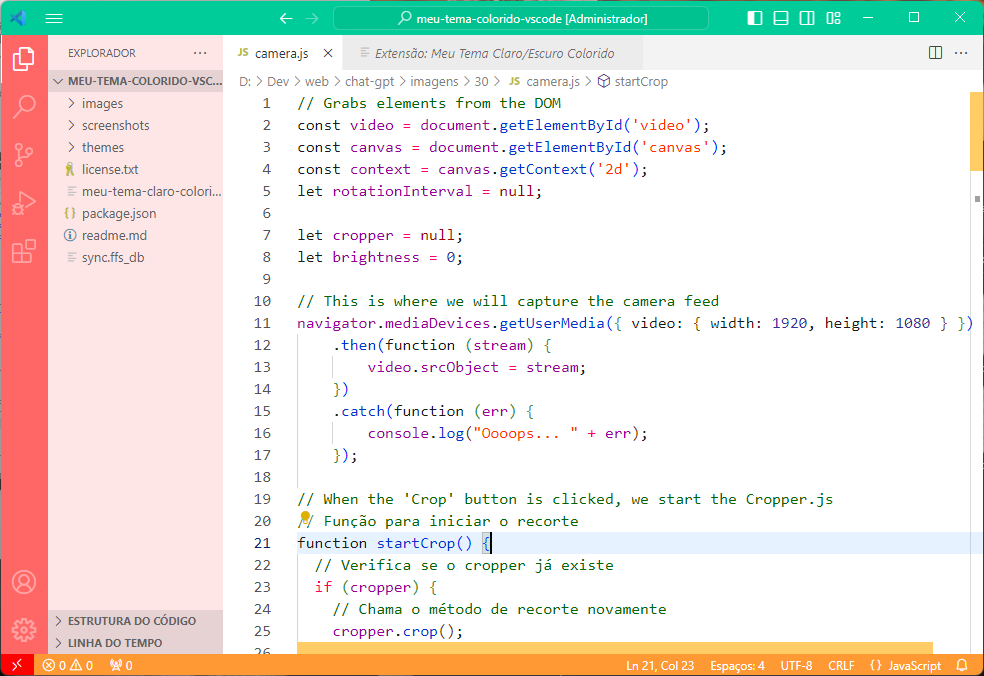 meu-tema-colorido-vscode [Administrador]
EXPLORADOR
MEU-TEMA-COLORIDO-VSC...
images
screenshots
themes
license.txt
meu-tema-claro-colori...
package.json
readme.md
sync.ffs_db
ESTRUTURA DO CÓDIGO
LINHA DO TEMPO
JS camera.js Extensão: Meu Tema Claro/Escuro Colorido
D: > Dev > web > chat-gpt > imagens > 30 > JS camera.js > startCrop
1 // Grabs elements from the DOM
2 const video = document.getElementById('video');
3 const canvas = document.getElementById('canvas');
4 const context = canvas.getContext('2d');
5 let rotationInterval = null;
6
7 let cropper = null;
8 let brightness = 0;
9
10 // This is where we will capture the camera feed
11 navigator.mediaDevices.getUserMedia({ video: { width: 1920, height: 1080 } })
12 .then(function (stream) {
13 video.srcObject = stream;
14 })
15 .catch(function (err) {
16 console.log("Oooops... " + err);
17 });
18
19 // When the 'Crop' button is clicked, we start the Cropper.js
20 // Função para iniciar o recorte
21 function startCrop() {
22 // Verifica se o cropper já existe
23 if (cropper) {
24 // Chama o método de recorte novamente
25 cropper.crop();
26
0 0 0 Ln 21, Col 23 Espaços: 4 UTF-8 CRLF {} JavaScript